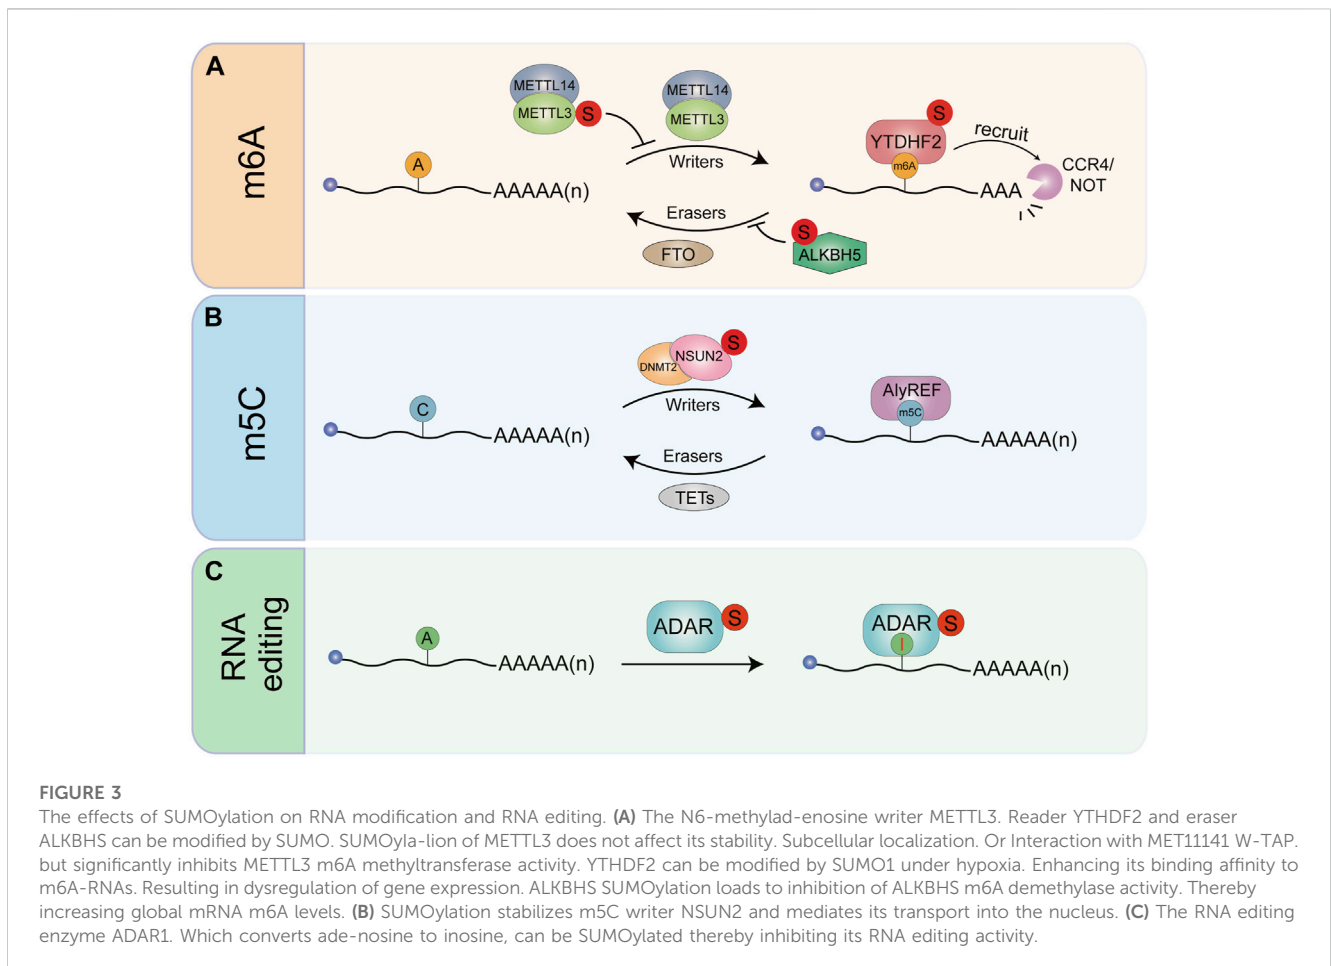 A
m6A
METTL14
METTL3
S
METTL14
METTL3
Writers
A
AAAAA(n)
Erasers
FTO
S
ALKBH5
S
YTDHF2
m6A
recruit
AAA
CCR4/
NOT
B
m5C
C
AAAAA(n)
DNMT2
NSUN2
S
Writers
Erasers
TETs
AlyREF
m5C
AAAAA(n)
C
RNA
editing
A
AAAAA(n)
ADAR
S
ADAR
S
I
AAAAA(n)
FIGURE 3
The effects of SUMOylation on RNA modification and RNA editing. (A) The N6-methylad-enosine writer METTL3. Reader YTHDF2 and eraser
ALKBHS can be modified by SUMO. SUMOyla-lion of METTL3 does not affect its stability. Subcellular localization. Or Interaction with MET11141 W-TAP.
but significantly inhibits METTL3 m6A methyltransferase activity. YTHDF2 can be modified by SUMO1 under hypoxia. Enhancing its binding affinity to
m6A-RNAs. Resulting in dysregulation of gene expression. ALKBHS SUMOylation loads to inhibition of ALKBHS m6A demethylase activity. Thereby
increasing global mRNA m6A levels. (B) SUMOylation stabilizes m5C writer NSUN2 and mediates its transport into the nucleus. (C) The RNA editing
enzyme ADAR1. Which converts ade-nosine to inosine, can be SUMOylated thereby inhibiting its RNA editing activity.